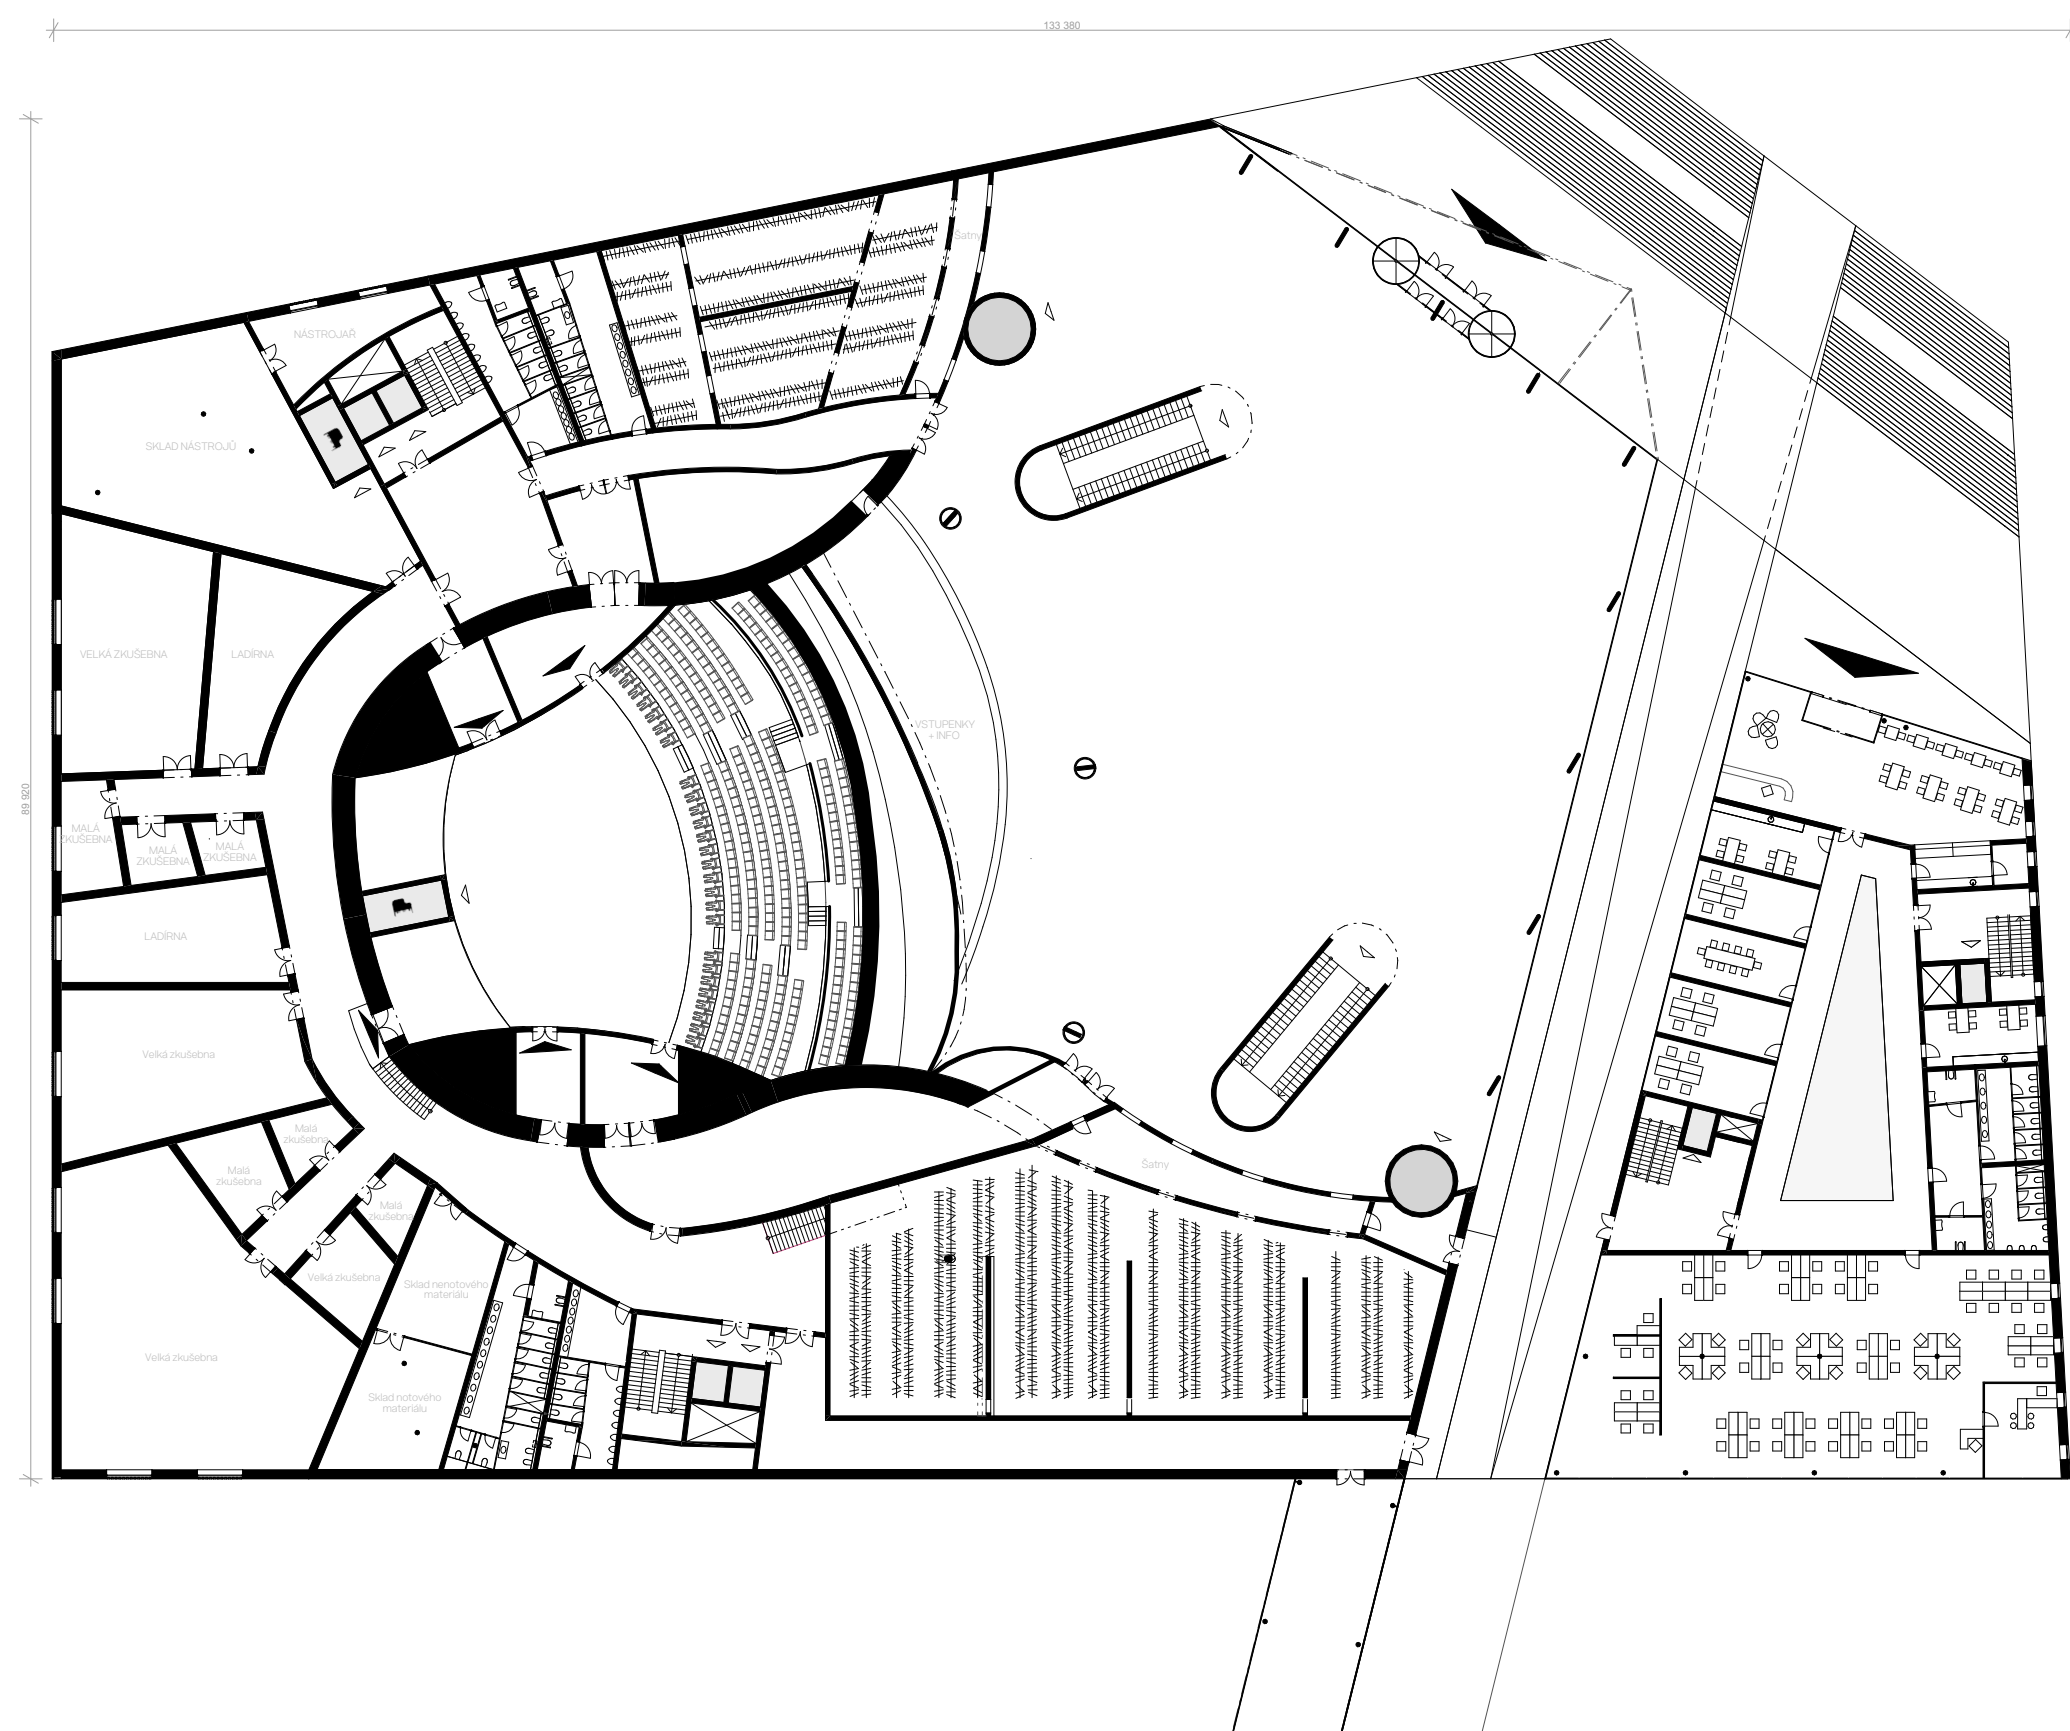 133 380
Šatny
NÁSTROJAŘ
SKLAD NÁSTROJŮ
VELKÁ ZKUŠEBNA
LADÍRNA
VSTUPENKY
+ INFO
89 920
MALÁ
ZKUŠEBNA
MALÁ
ZKUŠEBNA
MALÁ
ZKUŠEBNA
LADÍRNA
Velká zkušebna
Malá
zkušebna
Malá
zkušebna
Šatny
Malá
zkušebna
Velká zkušebna
Sklad nenotového
materiálu
Velká zkušebna
Sklad notového
materiálu